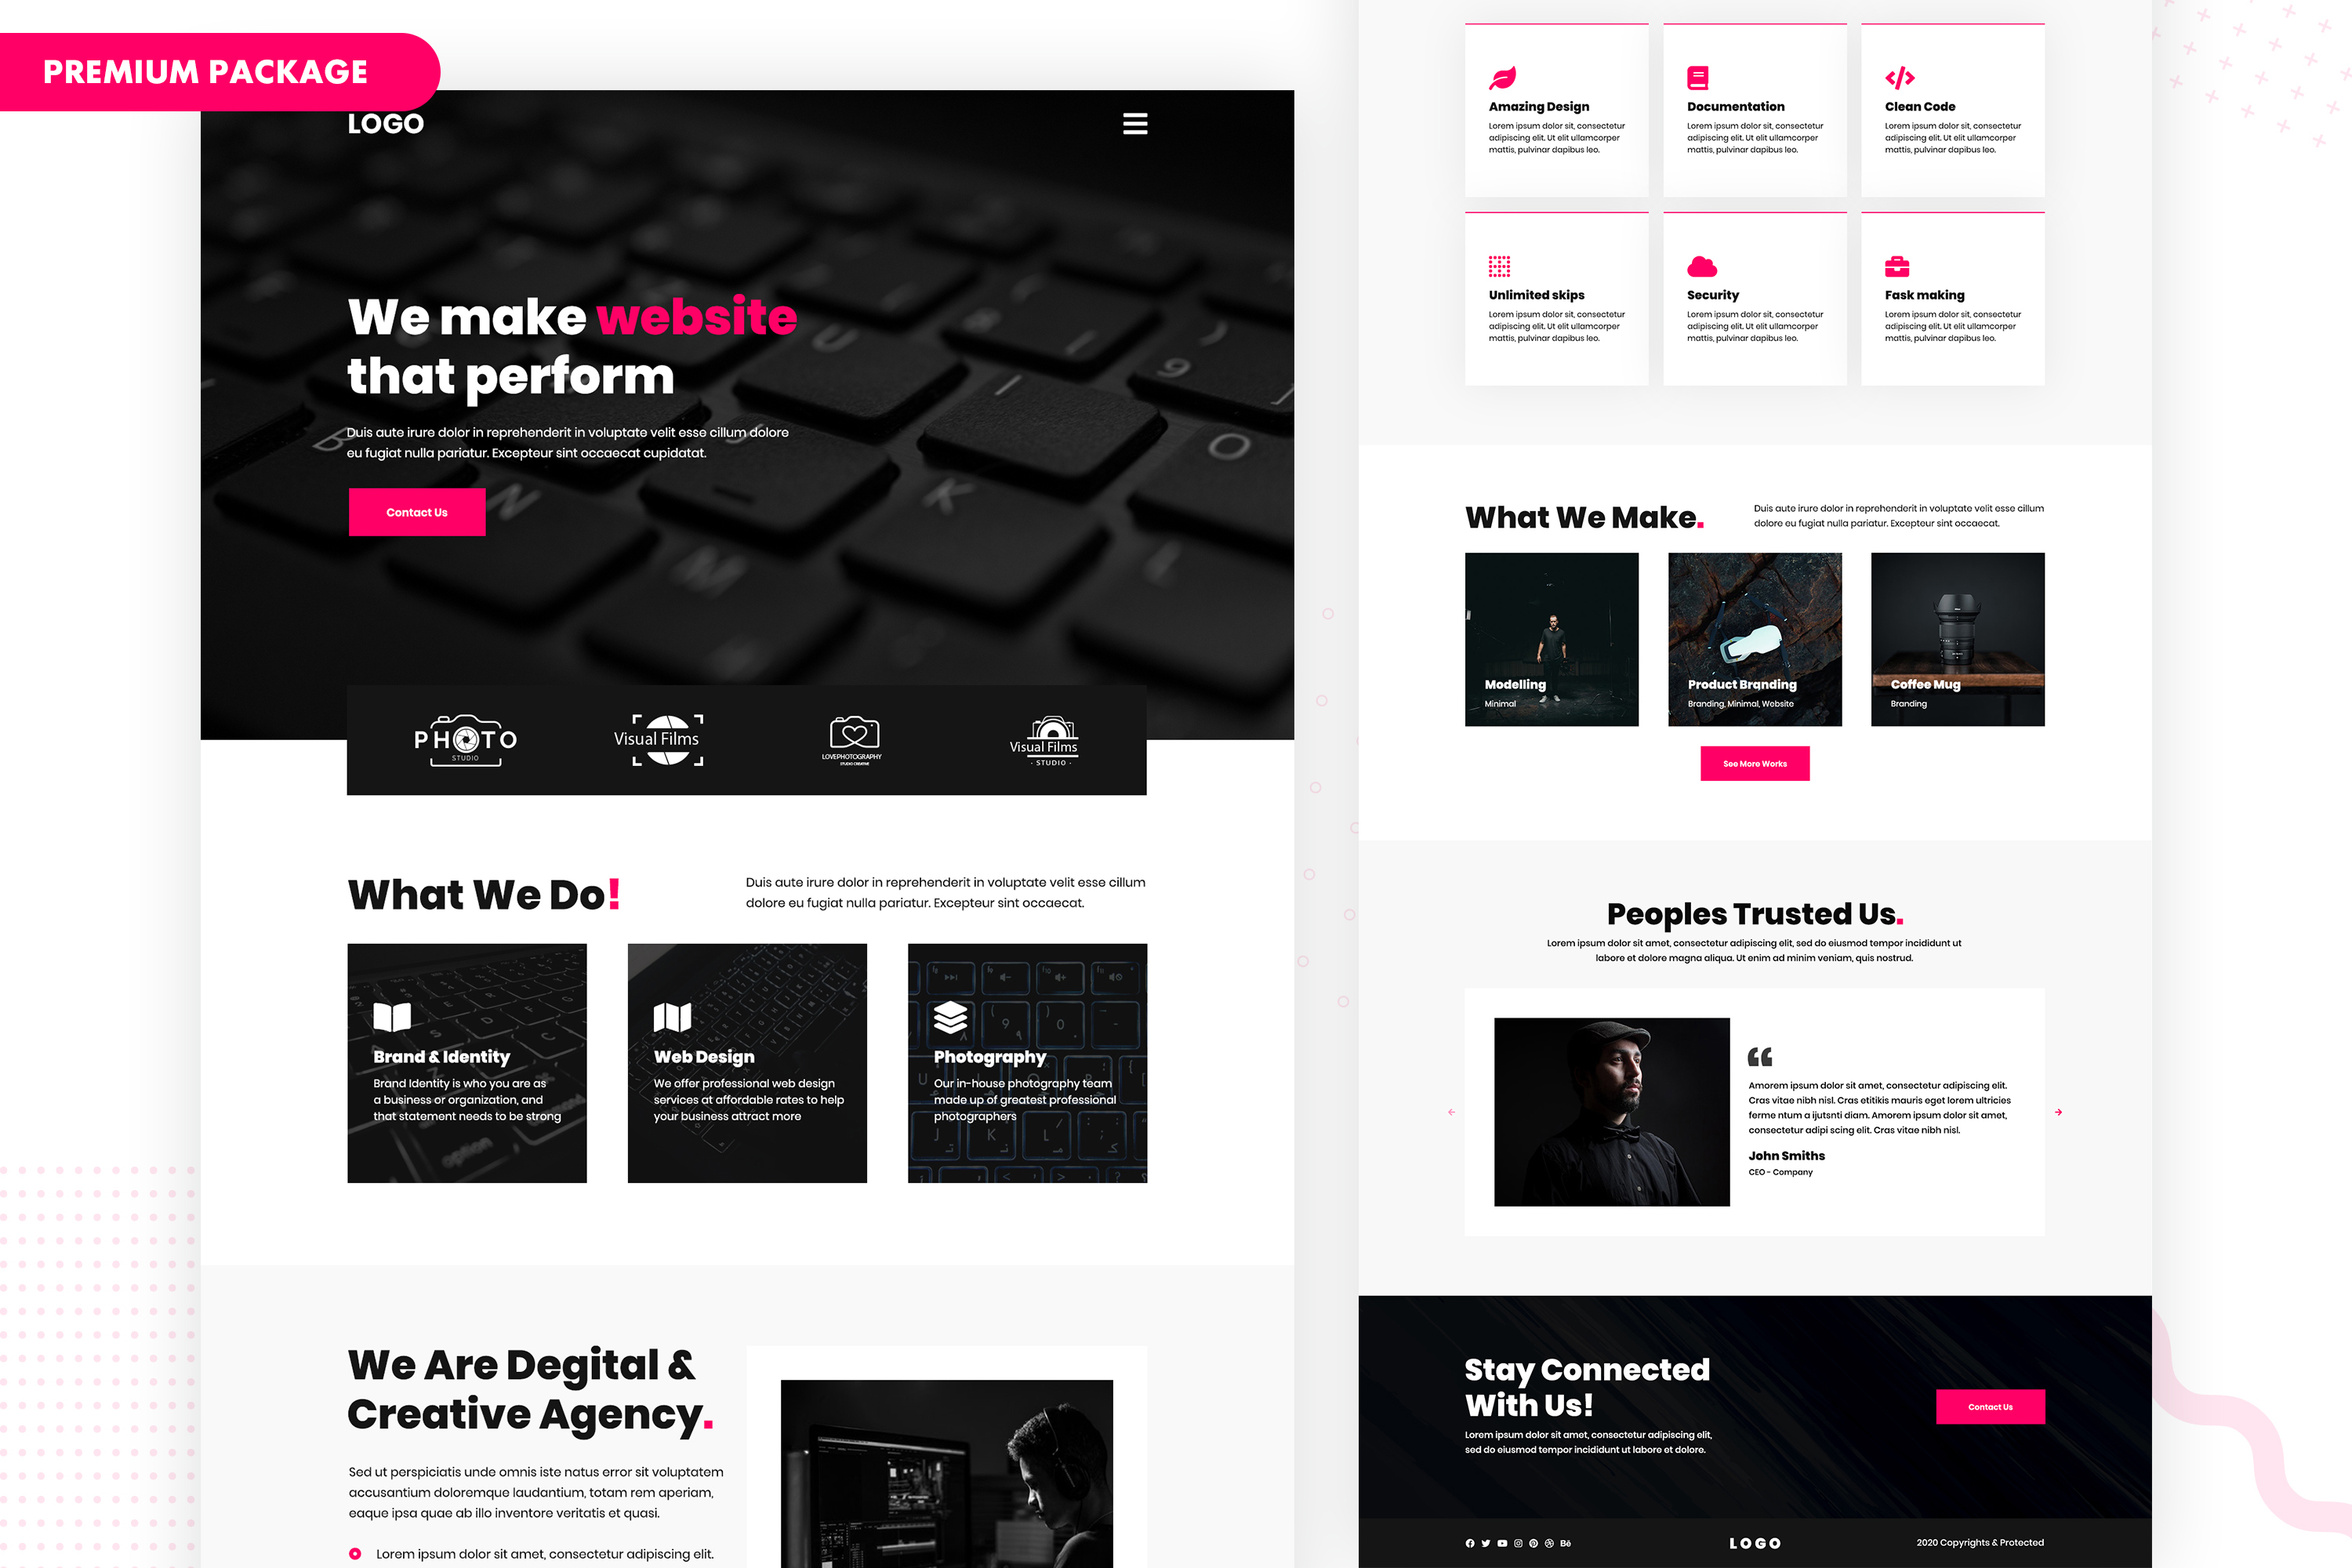 PREMIUM PACKAGE
LOGO
We make website
that perform
Duis aute irure dolor in reprehenderit in voluptate velit esse cillum dolore
eu fugiat nulla pariatur. Excepteur sint occaecat cupidatat.
Contact Us
PHOTO
STUDIO
Visual Films
LOVEPHOTOGRAPHY
STUDIO CREATIVE
Visual Films
· STUDIO ·
What We Do!
Duis aute irure dolor in reprehenderit in voluptate velit esse cillum
dolore eu fugiat nulla pariatur. Excepteur sint occaecat.
Brand & Identity
Brand Identity is who you are as
a business or organization, and
that statement needs to be strong
Web Design
We offer professional web design
services at affordable rates to help
your business attract more
Photography
Our in-house photography team
made up of greatest professional
photographers
We Are Degital &
Creative Agency.
Sed ut perspiciatis unde omnis iste natus error sit voluptatem
accusantium doloremque laudantium, totam rem aperiam,
eaque ipsa quae ab illo inventore veritatis et quasi.
Lorem ipsum dolor sit amet, consectetur adipiscing elit.
Amazing Design
Lorem ipsum dolor sit, consectetur
adipiscing elit. Ut elit ullamcorper
mattis, pulvinar dapibus leo.
Documentation
Lorem ipsum dolor sit, consectetur
adipiscing elit. Ut elit ullamcorper
mattis, pulvinar dapibus leo.
Clean Code
Lorem ipsum dolor sit, consectetur
adipiscing elit. Ut elit ullamcorper
mattis, pulvinar dapibus leo.
Unlimited skips
Lorem ipsum dolor sit, consectetur
adipiscing elit. Ut elit ullamcorper
mattis, pulvinar dapibus leo.
Security
Lorem ipsum dolor sit, consectetur
adipiscing elit. Ut elit ullamcorper
mattis, pulvinar dapibus leo.
Fask making
Lorem ipsum dolor sit, consectetur
adipiscing elit. Ut elit ullamcorper
mattis, pulvinar dapibus leo.
What We Make.
Duis aute irure dolor in reprehenderit in voluptate velit esse cillum
dolore eu fugiat nulla pariatur. Excepteur sint occaecat.
Modelling
Minimal
Product Branding
Branding, Minimal, Website
Coffee Mug
Branding
See More Works
Peoples Trusted Us.
Lorem ipsum dolor sit amet, consectetur adipiscing elit, sed do eiusmod tempor incididunt ut
labore et dolore magna aliqua. Ut enim ad minim veniam, quis nostrud.
Amorem ipsum dolor sit amet, consectetur adipiscing elit.
Cras vitae nibh nisl. Cras etitikis mauris eget lorem ultricies
ferme ntum a ijutsnti diam. Amorem ipsum dolor sit amet,
consectetur adipi scing elit. Cras vitae nibh nisl.
John Smiths
CEO - Company
Stay Connected
With Us!
Lorem ipsum dolor sit amet, consectetur adipiscing elit,
sed do eiusmod tempor incididunt ut labore et dolore.
Contact Us
LOGO
2020 Copyrights & Protected